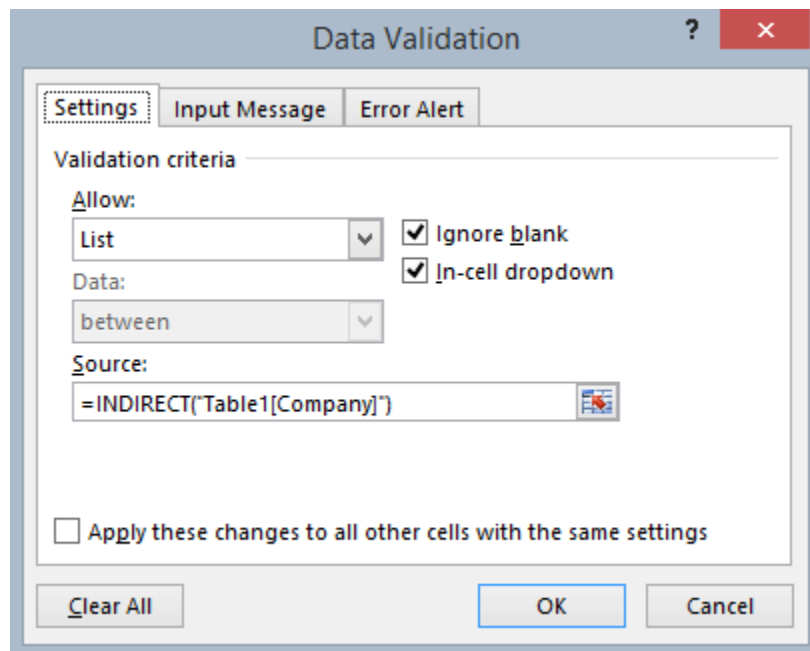 Data Validation
?
Settings
Input Message
Error Alert
Validation criteria
Allow:
List
Ignore blank
In-cell dropdown
Data:
between
Source:
=INDIRECT("Table1[Company]")
Apply these changes to all other cells with the same settings
Clear All
OK
Cancel